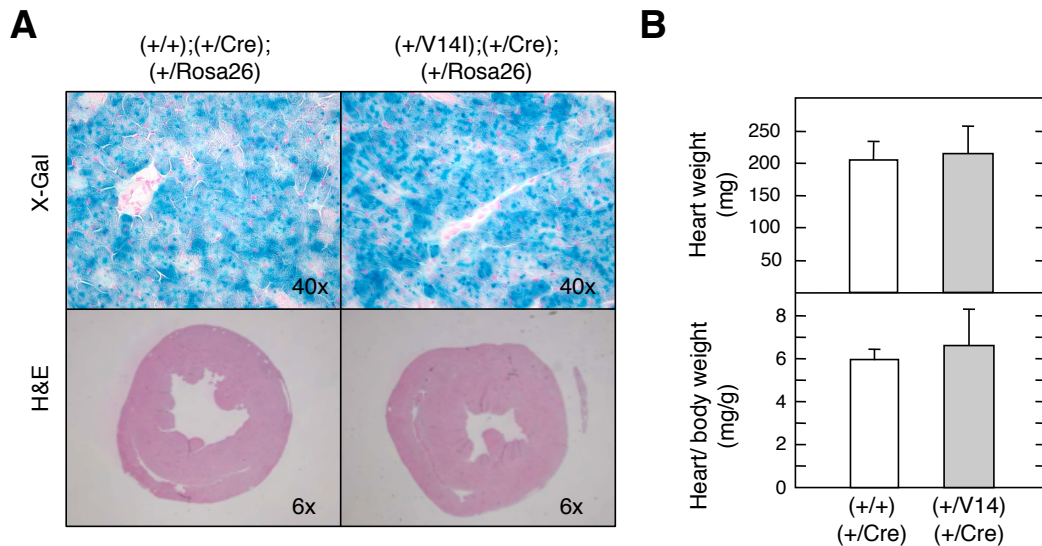 A
(+/+);(+/Cre);
(+/Rosa26)
(+/V14I);(+/Cre);
(+/Rosa26)
X-Gal
40x
40x
H&E
6x
6x
B
Heart weight
(mg)
250
200
150
100
50
Heart/ body weight
(mg/g)
8
6
4
2
0
(+/+)
(+/Cre)
(+/V14)
(+/Cre)